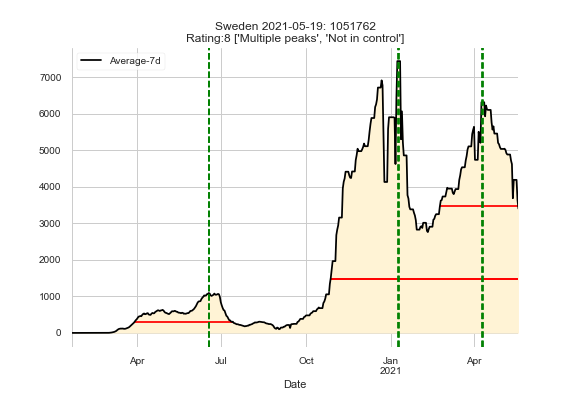 Sweden 2021-05-19: 1051762
Rating:8 ['Multiple peaks', 'Not in control']
Average-7d
7000
6000
5000
4000
3000
2000
1000
0
Apr Jul Oct Jan Apr
2021
Date